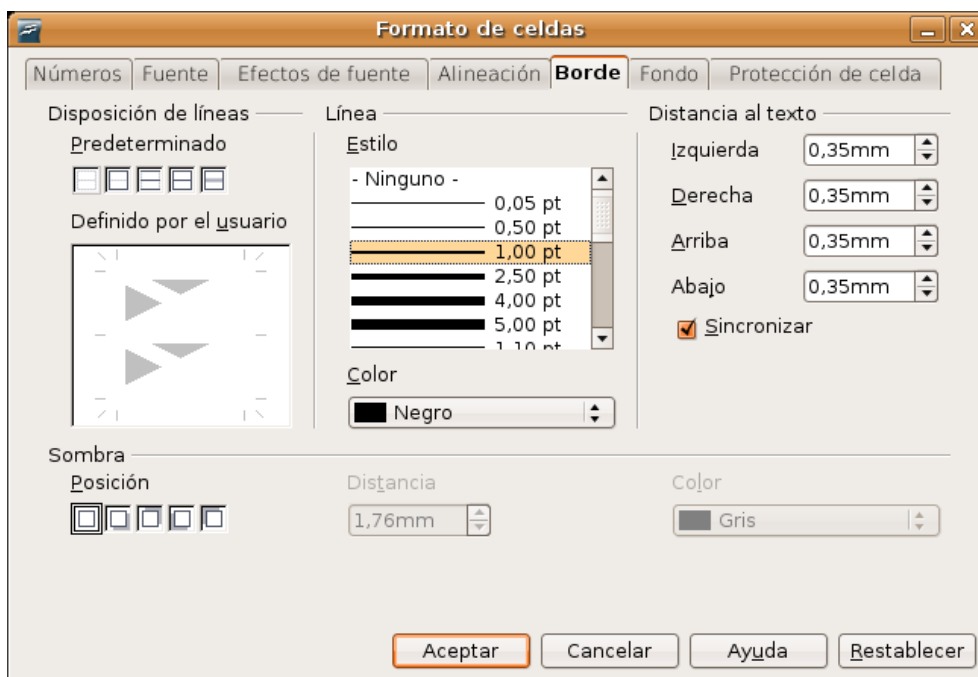 Formato de celdas
Números Fuente Efectos de fuente Alineación Borde Fondo Protección de celda
Disposición de líneas
Predeterminado
Definido por el usuario
Línea
Estilo
- Ninguno -
0,05 pt
0,50 pt
1,00 pt
2,50 pt
4,00 pt
5,00 pt
1,10 pt
Color
Negro
Distancia al texto
Izquierda 0,35mm
Derecha 0,35mm
Arriba 0,35mm
Abajo 0,35mm
Sincronizar
Sombra
Posición
Distancia
1,76mm
Color
Gris
Aceptar Cancelar Ayuda Restablecer